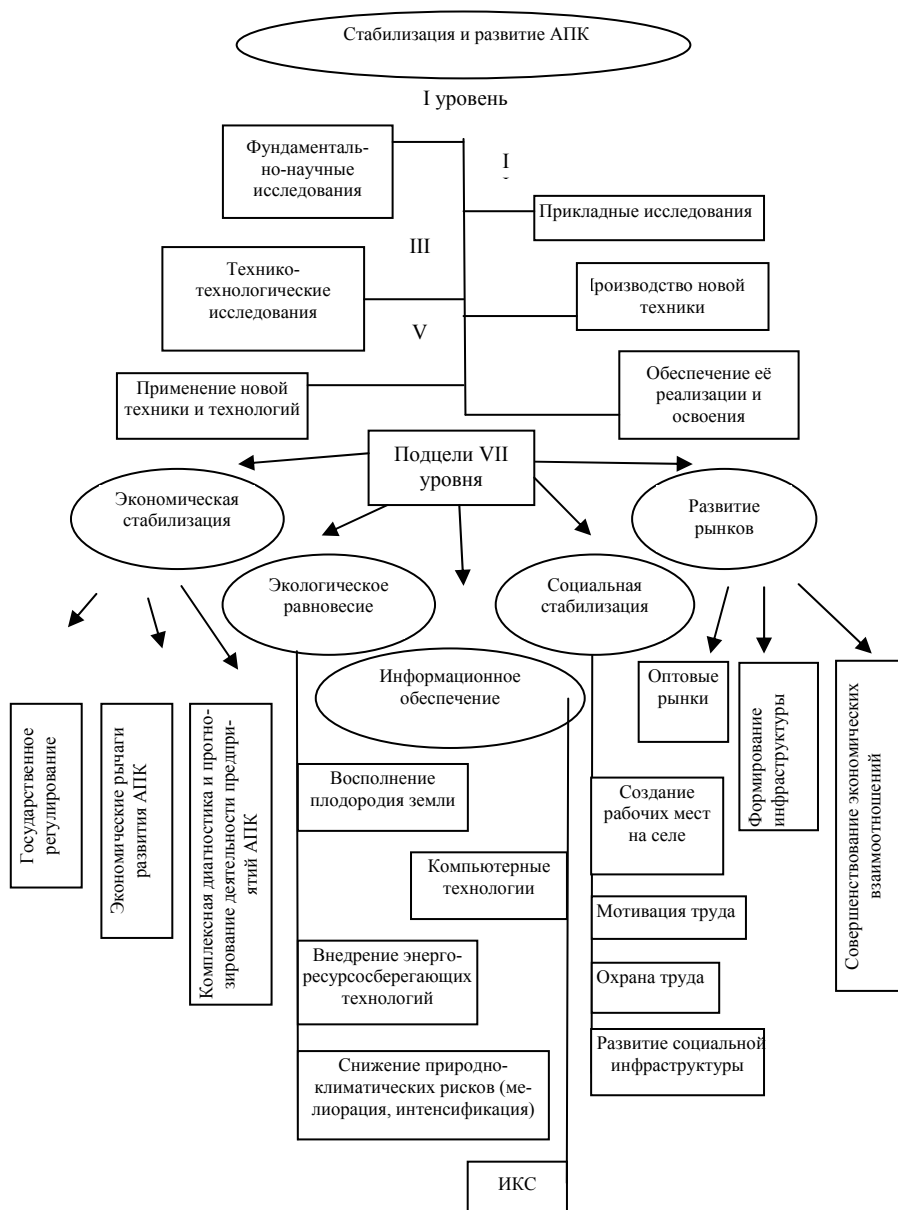 Стабилизация и развитие АПК
I уровень
Фундаменталь-
но-научные
исследования
I
Прикладные исследования
III
Технико-
технологические
исследования
Производство новой
техники
V
Применение новой
техники и технологий
Обеспечение её
реализации и
освоения
Подцели VII
уровня
Экономическая
стабилизация
Развитие
рынков
Экологическое
равновесие
Социальная
стабилизация
Информационное
обеспечение
Государственное
регулирование
Экономические рычаги
развития АПК
Комплексная диагностика и прогно-
зирование деятельности предпри-
ятий АПК
Оптовые
рынки
Формирование
инфраструктуры
Совершенствование экономических
взаимоотношений
Восполнение
плодородия земли
Создание
рабочих мест
на селе
Компьютерные
технологии
Мотивация труда
Внедрение энерго-
ресурсосберегающих
технологий
Охрана труда
Развитие социальной
инфраструктуры
Снижение природно-
климатических рисков (ме-
лиорация, интенсификация)
ИКС